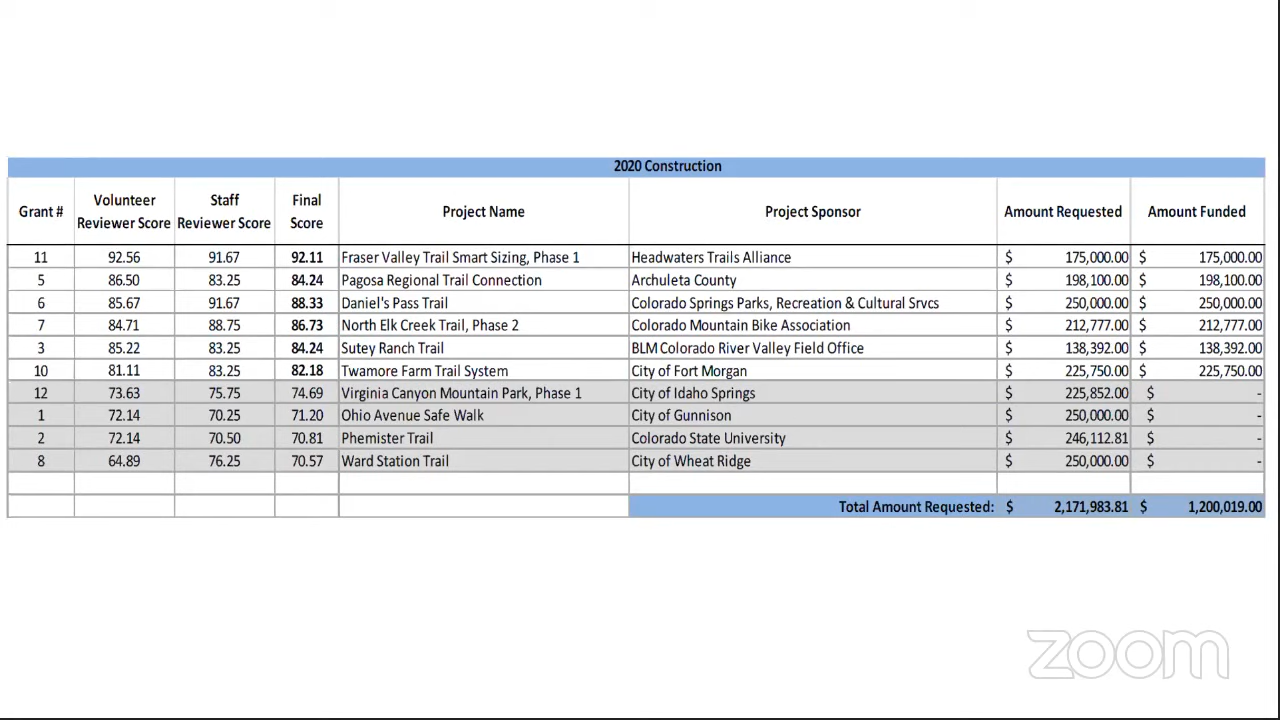 2020 Construction
Grant # Volunteer Reviewer Score Staff Reviewer Score Final Score Project Name Project Sponsor Amount Requested Amount Funded
11 92.56 91.67 92.11 Fraser Valley Trail Smart Sizing, Phase 1 Headwaters Trails Alliance $ 175,000.00 $ 175,000.00
5 86.50 83.25 84.24 Pagosa Regional Trail Connection Archuleta County $ 198,100.00 $ 198,100.00
6 85.67 91.67 88.33 Daniel's Pass Trail Colorado Springs Parks, Recreation & Cultural Srvcs $ 250,000.00 $ 250,000.00
7 84.71 88.75 86.73 North Elk Creek Trail, Phase 2 Colorado Mountain Bike Association $ 212,777.00 $ 212,777.00
3 85.22 83.25 84.24 Sutey Ranch Trail BLM Colorado River Valley Field Office $ 138,392.00 $ 138,392.00
10 81.11 83.25 82.18 Twamore Farm Trail System City of Fort Morgan $ 225,750.00 $ 225,750.00
12 73.63 75.75 74.69 Virginia Canyon Mountain Park, Phase 1 City of Idaho Springs $ 225,852.00 $ -
1 72.14 70.25 71.20 Ohio Avenue Safe Walk City of Gunnison $ 250,000.00 $ -
2 72.14 70.50 70.81 Phemister Trail Colorado State University $ 246,112.81 $ -
8 64.89 76.25 70.57 Ward Station Trail City of Wheat Ridge $ 250,000.00 $ -
Total Amount Requested: $ 2,171,983.81 $ 1,200,019.00
zoom